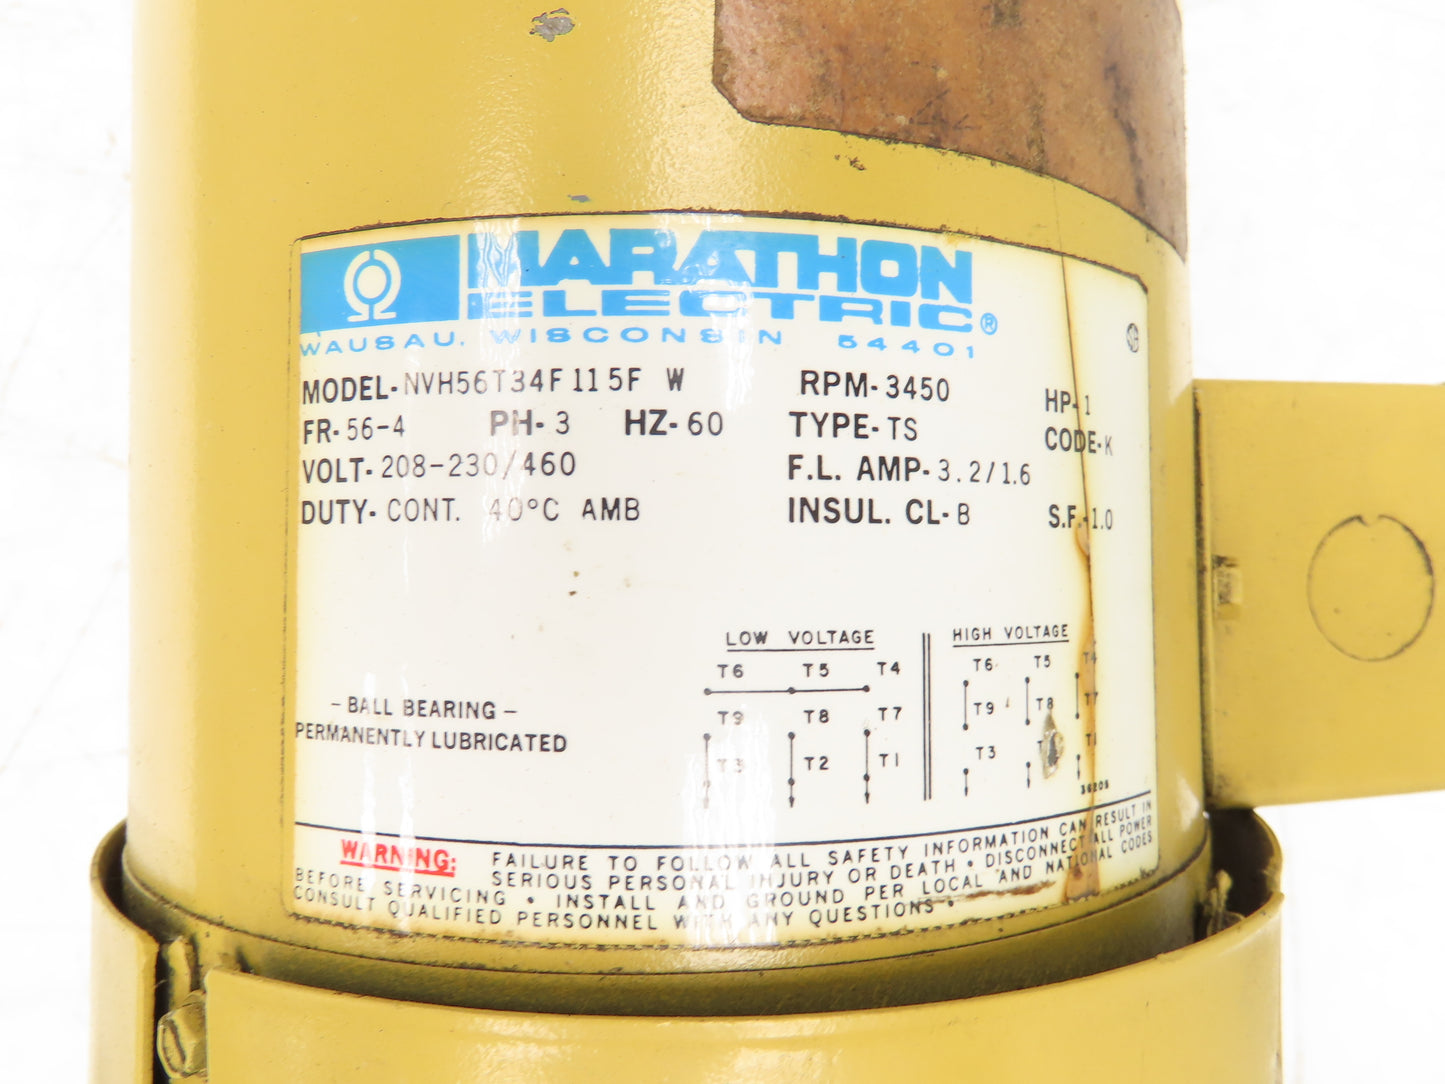 MARATHON
ELECTRIC®
WAUSAU, WISCONSIN 54401
MODEL-NVH56T34F115F W RPM-3450 HP-1
FR-56-4 PH-3 HZ-60 TYPE-TS CODE-K
VOLT-208-230/460 F.L. AMP-3.2/1.6
DUTY-CONT. 40°C AMB INSUL. CL-B S.F.-1.0
LOW VOLTAGE HIGH VOLTAGE
T6 T5 T4 T6 T5 T4
T9 T8 T7 T9 T8 T7
T3 T2 T1 T3 T1
36205
-BALL BEARING-
PERMANENTLY LUBRICATED
WARNING: FAILURE TO FOLLOW ALL SAFETY INFORMATION CAN RESULT IN
SERIOUS PERSONAL INJURY OR DEATH • DISCONNECT ALL POWER
BEFORE SERVICING • INSTALL AND GROUND PER LOCAL AND NATIONAL CODES
CONSULT QUALIFIED PERSONNEL WITH ANY QUESTIONS •